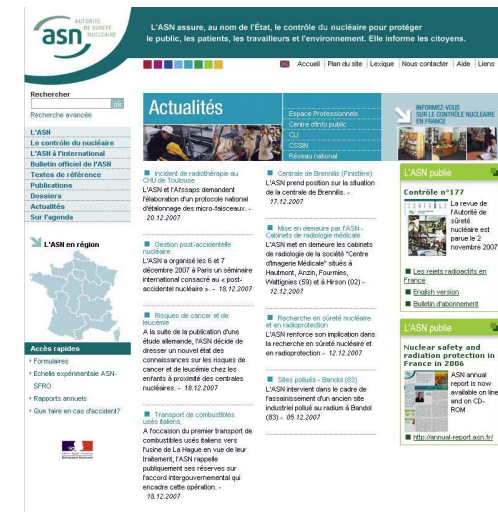 asn
AUTORITÉ
DE SÛRETÉ
NUCLÉAIRE
L'ASN assure, au nom de l'État, le contrôle du nucléaire pour protéger
le public, les patients, les travailleurs et l'environnement. Elle informe les citoyens.
Accueil | Plan du site | Lexique | Nous contacter | Aide | Liens
Rechercher
ok
Recherche avancée
L'ASN
Le contrôle du nucléaire
L'ASN à l'international
Bulletin officiel de l'ASN
Textes de référence
Publications
Dossiers
Actualités
Sur l'agenda
L'ASN en région
Accès rapides
Formulaires
Echelle expérimentale ASN-
SFRO
Rapports annuels
Que faire en cas d'accident?
Actualités
Espace Professionnels
Centre d'info public
CLI
CSSIN
Réseau national
Incident de radiothérapie au
CHU de Toulouse
L'ASN et l'Afssaps demandent
l'élaboration d'un protocole national
d'étalonnage des micro-faisceaux. -
20.12.2007
Gestion post-accidentelle
nucléaire
L'ASN a organisé les 6 et 7
décembre 2007 à Paris un séminaire
international consacré au « post-
accidentel nucléaire ». - 18.12.2007
Risques de cancer et de
leucémie
A la suite de la publication d'une
étude allemande, l'ASN décide de
dresser un nouvel état des
connaissances sur les risques de
cancer et de leucémie chez les
enfants à proximité des centrales
nucléaires. - 18.12.2007
Transport de combustibles
usés italiens
A l'occasion du premier transport de
combustibles usés italiens vers
l'usine de La Hague en vue de leur
traitement, l'ASN rappelle
publiquement ses réserves sur
l'accord intergouvernemental qui
encadre cette opération. -
18.12.2007
Centrale de Brennilis (Finistère)
L'ASN prend position sur la situation
de la centrale de Brennilis. -
17.12.2007
Mise en demeure par l'ASN -
Cabinets de radiologie médicale
L'ASN met en demeure les cabinets
de radiologie de la société "Centre
d'Imagerie Médicale" situés à
Hautmont, Anzin, Fourmies,
Wattignies (59) et à Hirson (02) -
12.12.2007
Recherche en sûreté nucléaire
et en radioprotection
L'ASN renforce son implication dans
la recherche en sûreté nucléaire et
en radioprotection - 12.12.2007
Sites pollués - Bandol (83)
L'ASN intervient dans le cadre de
l'assainissement d'un ancien site
industriel pollué au radium à Bandol
(83) - 05.12.2007
INFORMEZ-VOUS
SUR LE CONTRÔLE NUCLÉAIRE
EN FRANCE
L'ASN publie
Contrôle n°177
La revue de
l'Autorité de
sûreté
nucléaire est
parue le 2
novembre 2007
Les rejets radioactifs en
France
English version
Bulletin d'abonnement
L'ASN publie
Nuclear safety and
radiation protection in
France in 2006
ASN annual
report is now
available on line
and on CD-
ROM
http://annual-report.asn.fr/